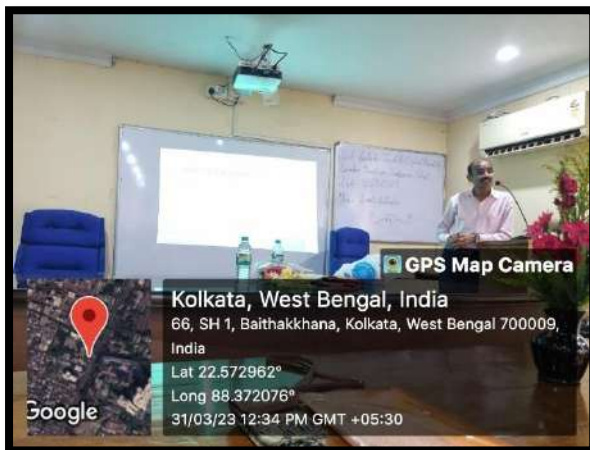 GPS Map Camera
Kolkata, West Bengal, India
66, SH 1, Baithakkhana, Kolkata, West Bengal 700009,
India
Lat 22.572962°
Long 88.372076°
31/03/23 12:34 PM GMT +05:30
Google